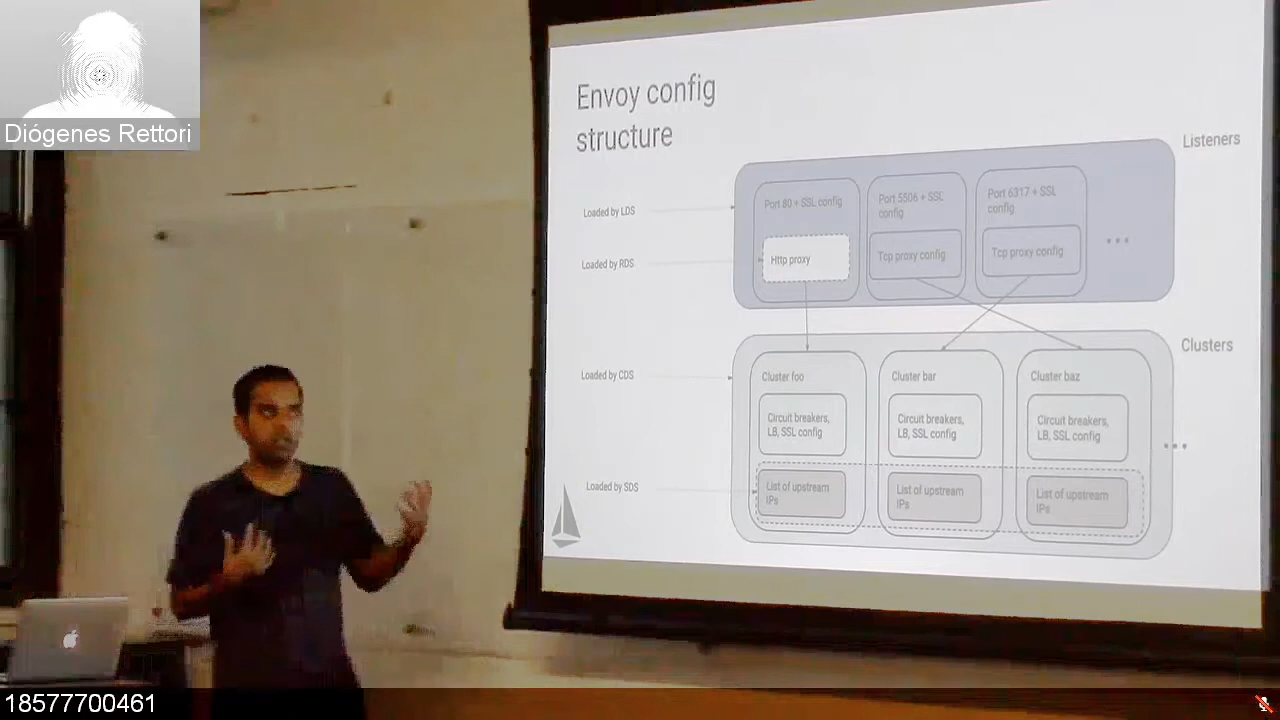 Diógenes Rettori
Envoy config
structure
Listeners
Loaded by LDS
Port 80 + SSL config
Port 5506 + SSL
config
Port 6317 + SSL
config
Loaded by RDS
Http proxy
Tcp proxy config
Tcp proxy config
Clusters
Loaded by CDS
Cluster foo
Cluster bar
Cluster baz
Circuit breakers,
LB, SSL config
Circuit breakers,
LB, SSL config
Circuit breakers,
LB, SSL config
Loaded by SDS
List of upstream
IPs
List of upstream
IPs
List of upstream
IPs
18577700461